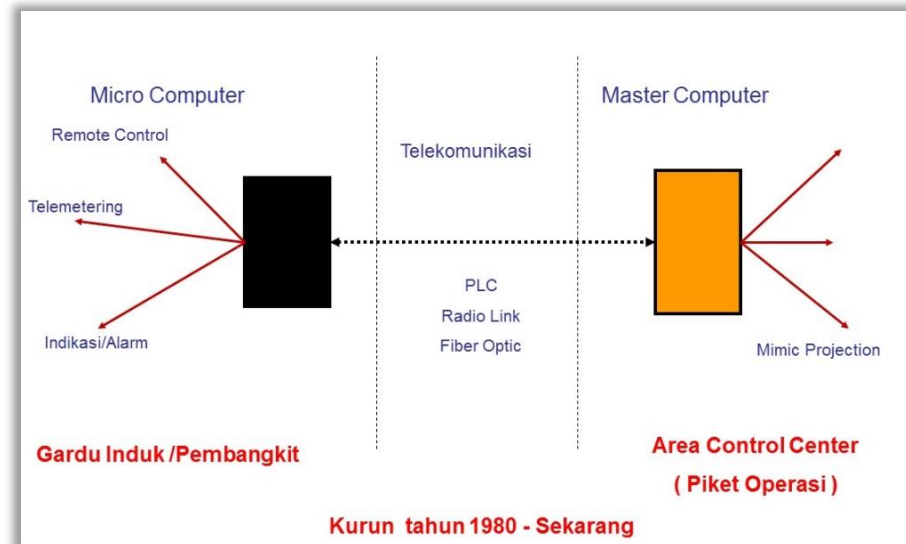 Micro Computer
Remote Control
Telemetering
Indikasi/Alarm
Gardu Induk /Pembangkit
Telekomunikasi
PLC
Radio Link
Fiber Optic
Master Computer
Mimic Projection
Area Control Center
( Piket Operasi )
Kurun tahun 1980 - Sekarang